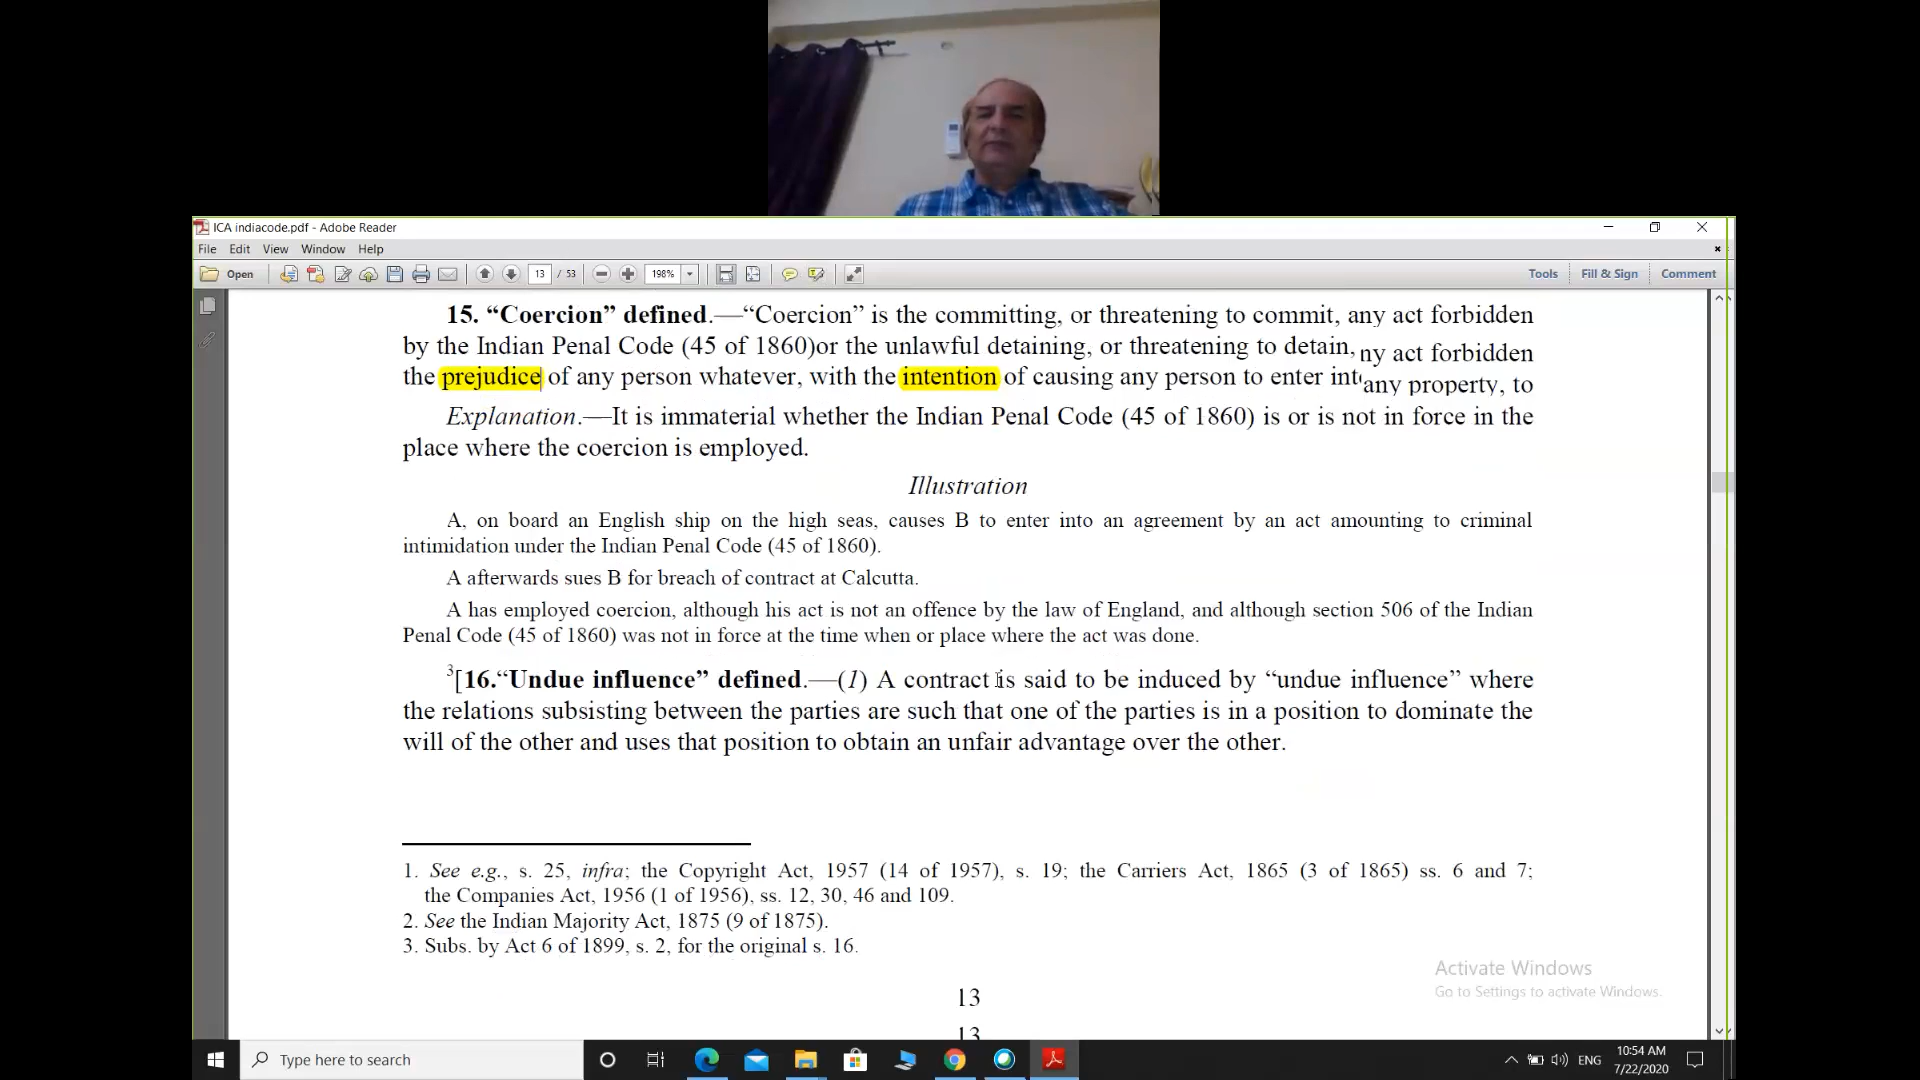 ICA indiacode.pdf - Adobe Reader
File Edit View Window Help
Open 13 / 53 198% Tools Fill & Sign Comment
15. “Coercion” defined.—“Coercion” is the committing, or threatening to commit, any act forbidden
by the Indian Penal Code (45 of 1860)or the unlawful detaining, or threatening to detain, ny act forbidden
the prejudice of any person whatever, with the intention of causing any person to enter int any property, to
Explanation.—It is immaterial whether the Indian Penal Code (45 of 1860) is or is not in force in the
place where the coercion is employed.
Illustration
A, on board an English ship on the high seas, causes B to enter into an agreement by an act amounting to criminal
intimidation under the Indian Penal Code (45 of 1860).
A afterwards sues B for breach of contract at Calcutta.
A has employed coercion, although his act is not an offence by the law of England, and although section 506 of the Indian
Penal Code (45 of 1860) was not in force at the time when or place where the act was done.
3[16.“Undue influence” defined.—(1) A contract is said to be induced by “undue influence” where
the relations subsisting between the parties are such that one of the parties is in a position to dominate the
will of the other and uses that position to obtain an unfair advantage over the other.
1. See e.g., s. 25, infra; the Copyright Act, 1957 (14 of 1957), s. 19; the Carriers Act, 1865 (3 of 1865) ss. 6 and 7;
the Companies Act, 1956 (1 of 1956), ss. 12, 30, 46 and 109.
2. See the Indian Majority Act, 1875 (9 of 1875).
3. Subs. by Act 6 of 1899, s. 2, for the original s. 16.
Activate Windows
Go to Settings to activate Windows.
13
13
Type here to search
ENG
10:54 AM
7/22/2020